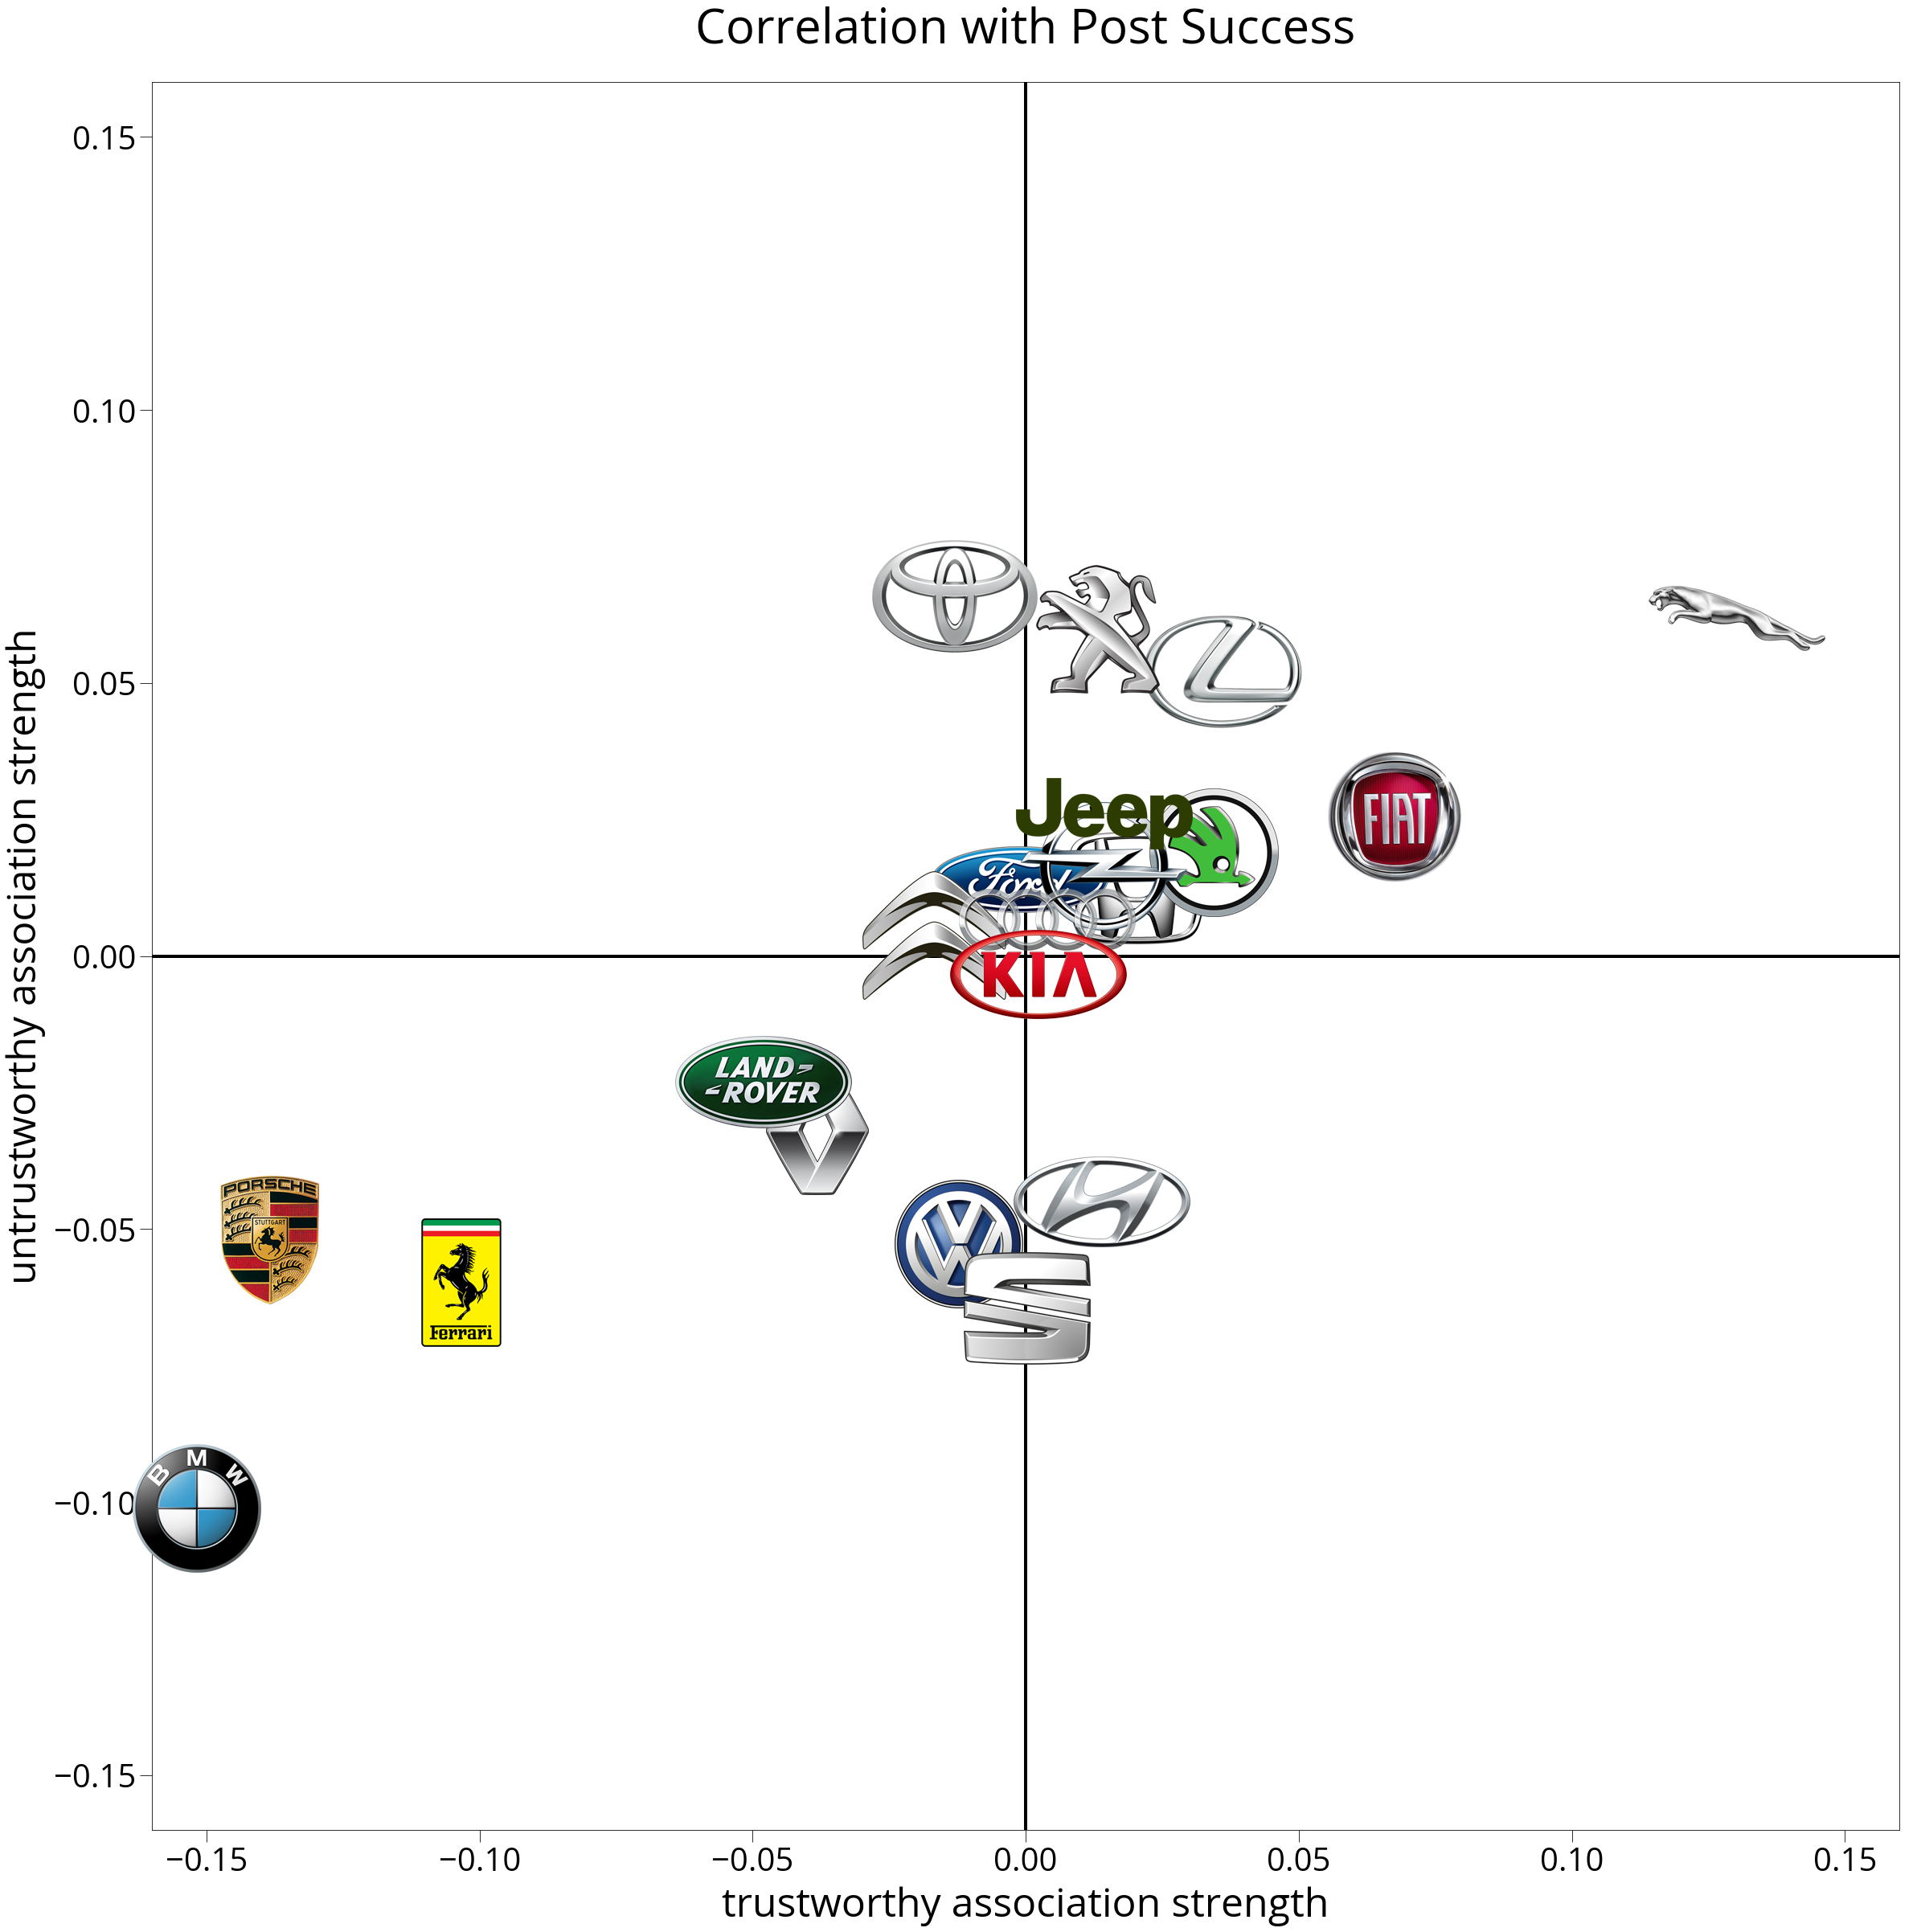 Correlation with Post Success
0.15
0.10
0.05
0.00
−0.05
−0.10
−0.15
untrustworthy association strength
Jeep
FIAT
Ford
KIA
LAND
ROVER
PORSCHE
STUTTGART
Ferrari
B M W
−0.15
−0.10
−0.05
0.00
0.05
0.10
0.15
trustworthy association strength